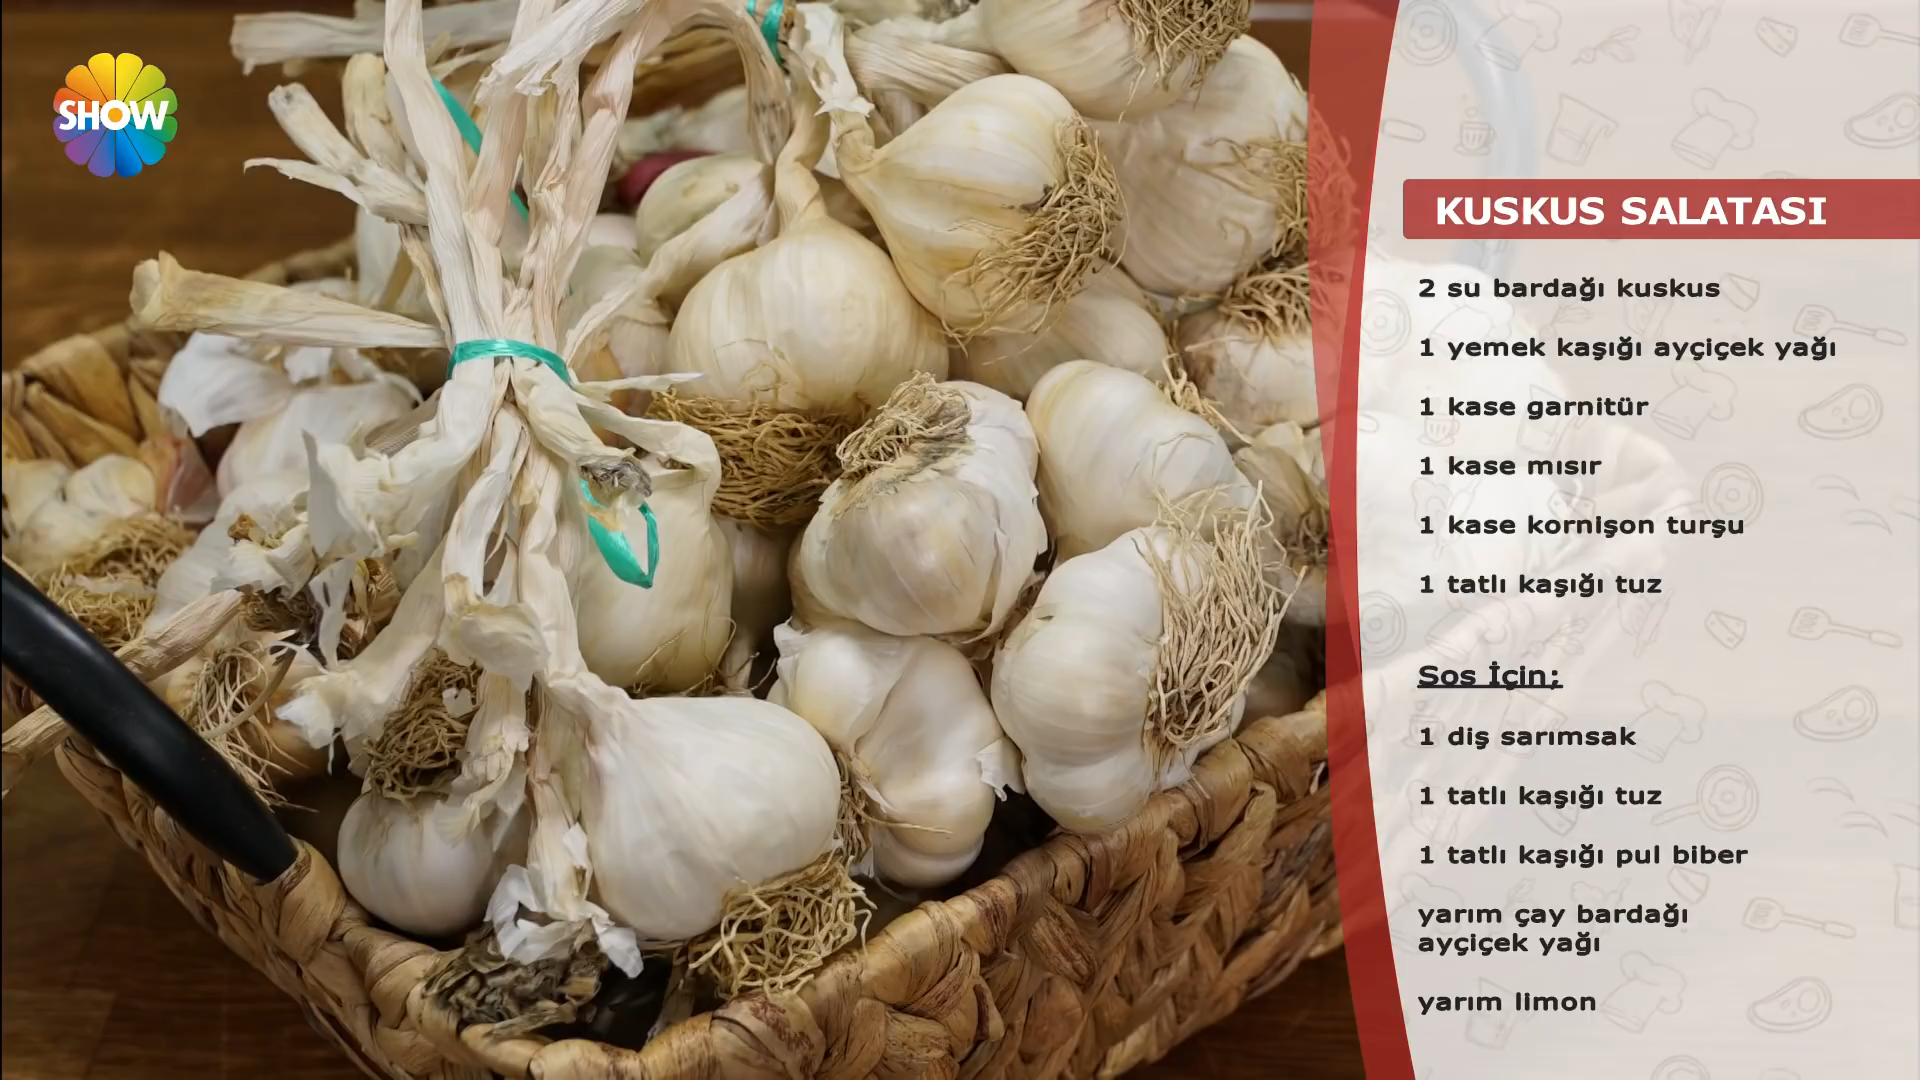 SHOW
KUSKUS SALATASI
2 su bardağı kuskus
1 yemek kaşığı ayçiçek yağı
1 kase garnitür
1 kase mısır
1 kase kornişon turşu
1 tatlı kaşığı tuz
Sos İçin;
1 diş sarımsak
1 tatlı kaşığı tuz
1 tatlı kaşığı pul biber
yarım çay bardağı
ayçiçek yağı
yarım limon